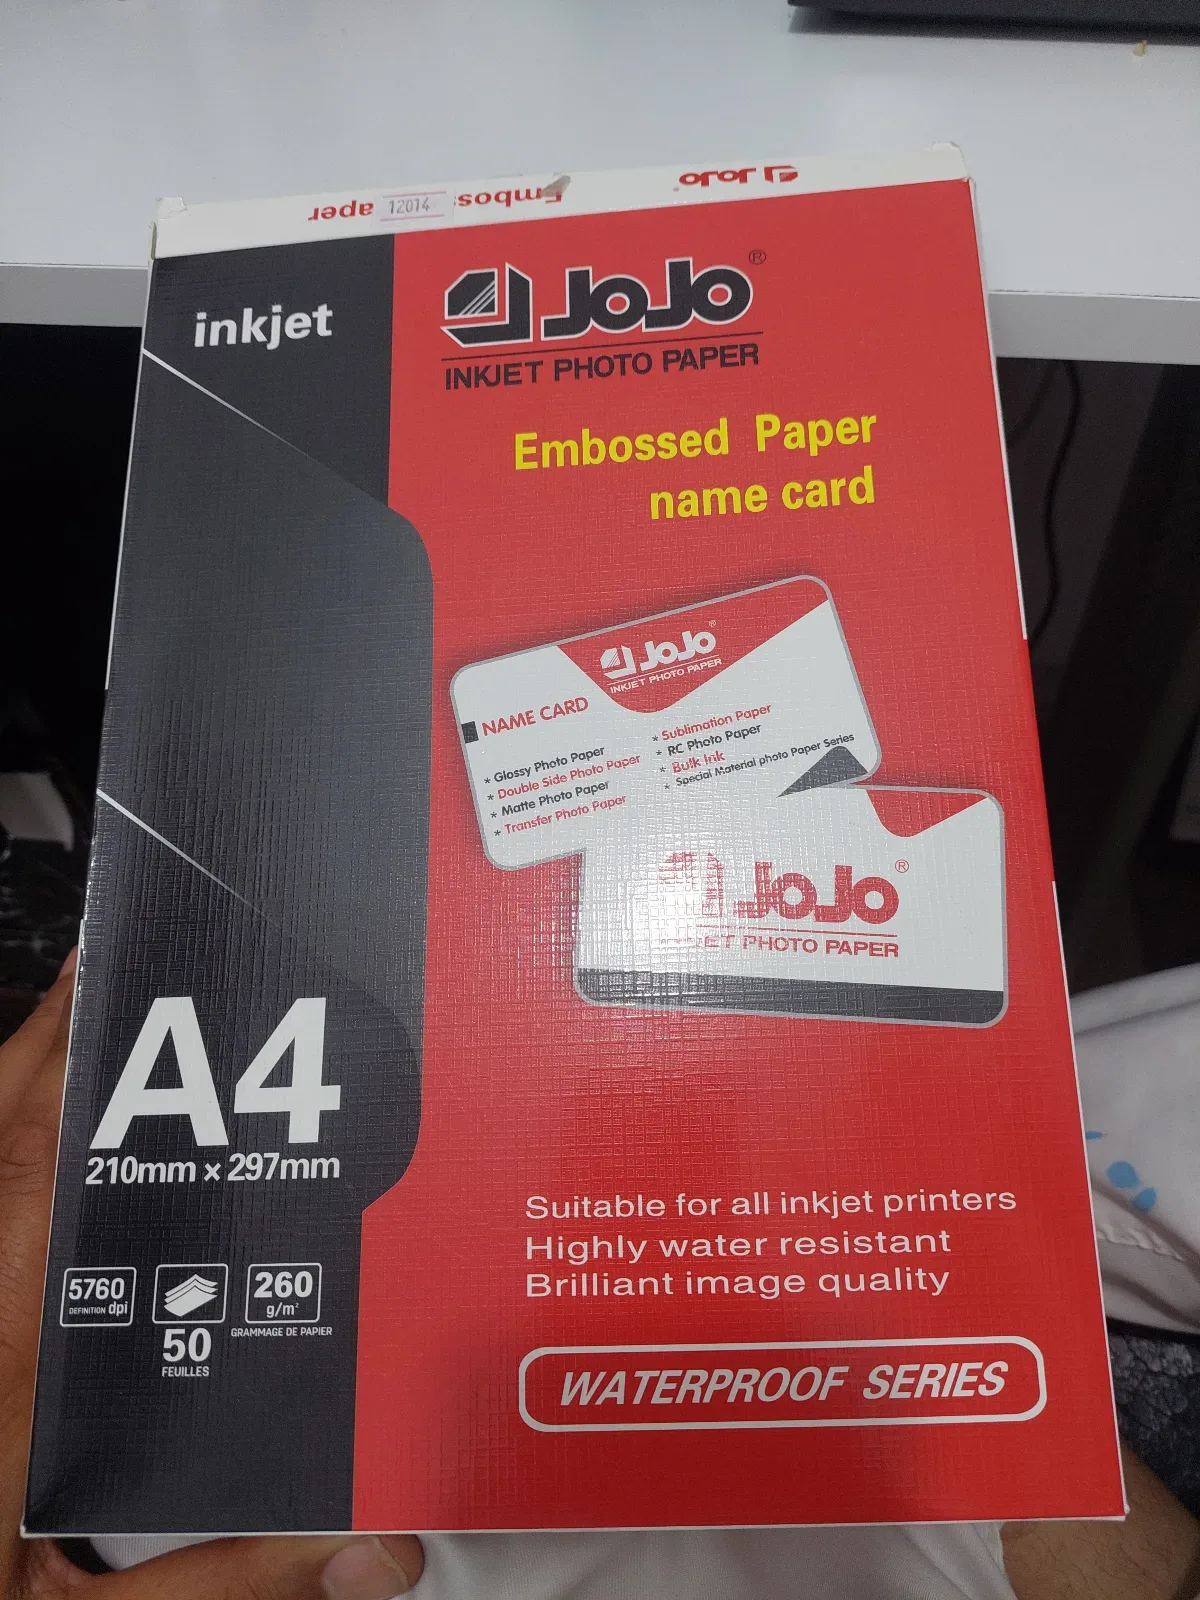 JoJo
Embos
12014
aper
inkjet
JoJo®
INKJET PHOTO PAPER
Embossed Paper
name card
JoJo®
INKJET PHOTO PAPER
NAME CARD
* Glossy Photo Paper
* Double Side Photo Paper
* Matte Photo Paper
* Transfer Photo Paper
* Sublimation Paper
* RC Photo Paper
* Bulk Ink
* Special Material photo Paper Series
JoJo®
JET PHOTO PAPER
A4
210mm x 297mm
5760
DEFINITION dpi
50
FEUILLES
260
g/m²
GRAMMAGE DE PAPIER
Suitable for all inkjet printers
Highly water resistant
Brilliant image quality
WATERPROOF SERIES